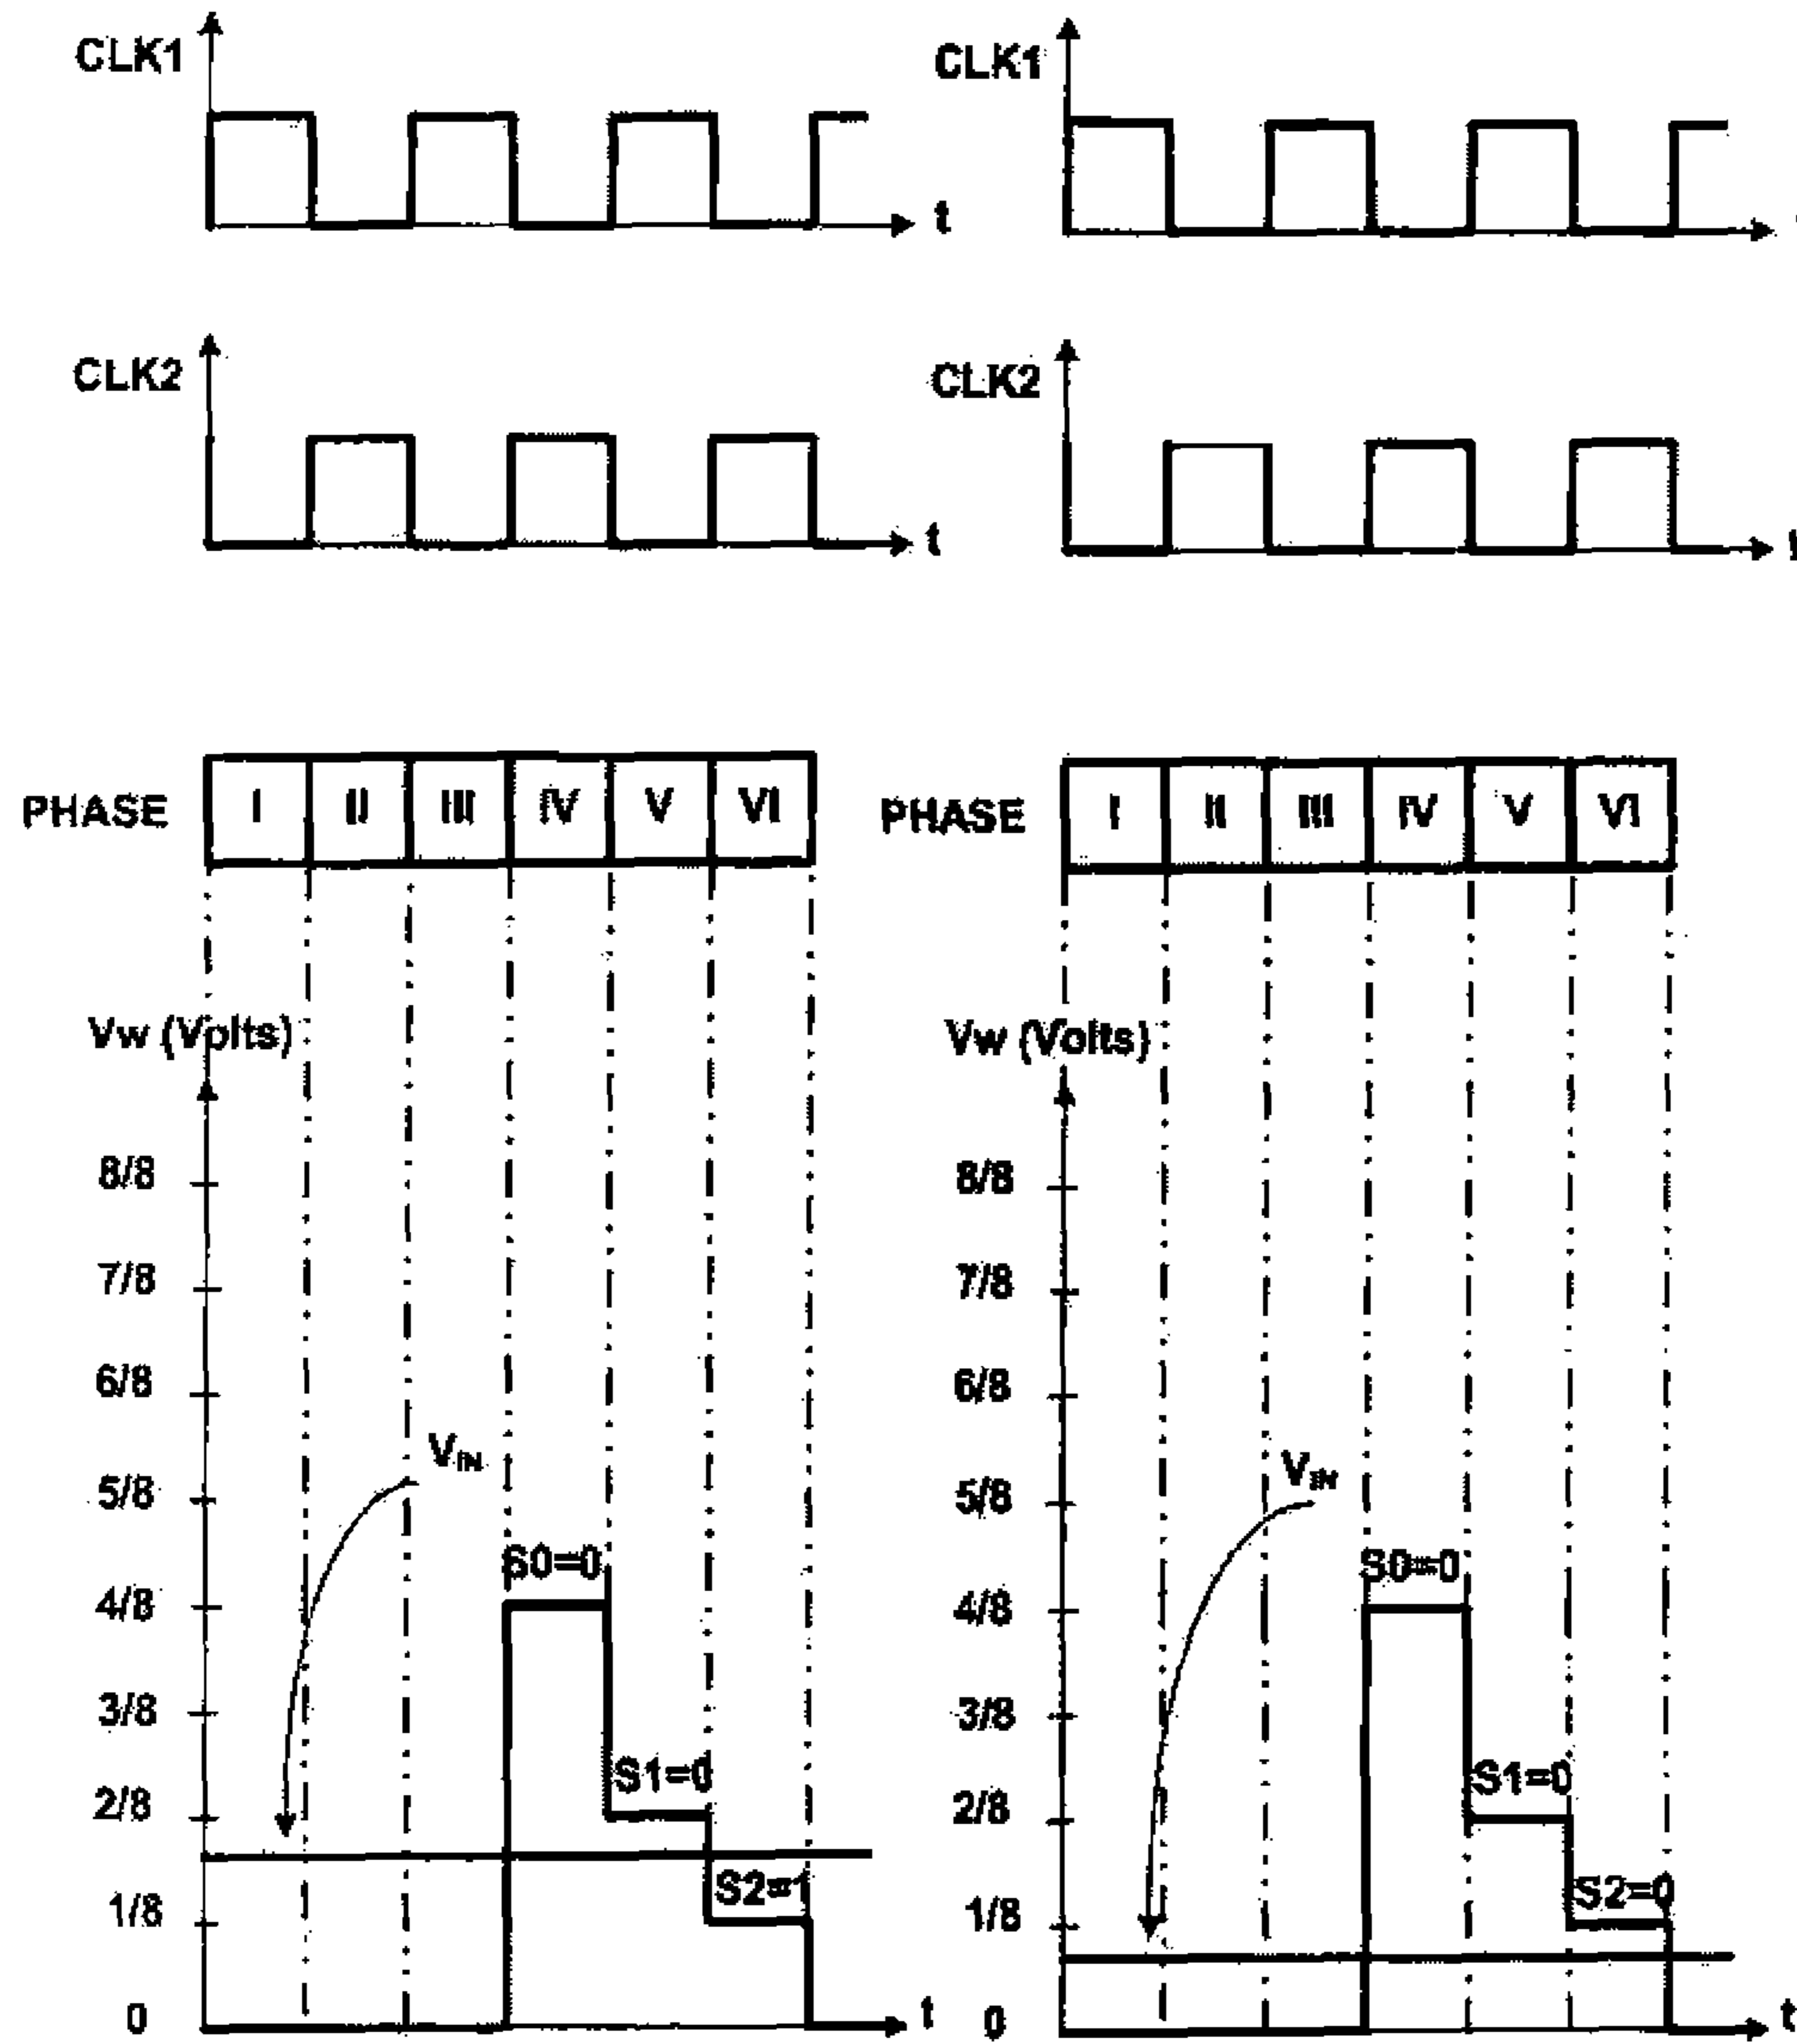 CLK1
t
CLK2
t
PHASE I II III IV V VI
Vw (Volts)
8/8
7/8
6/8
VIN
5/8
S0=0
4/8
3/8
S1=0
2/8
S2=1
1/8
0
t
CLK1
CLK2
t
PHASE I II III IV V VI
Vw (Volts)
8/8
7/8
6/8
VIN
5/8
S0=0
4/8
3/8
S1=0
2/8
S2=0
1/8
0
t